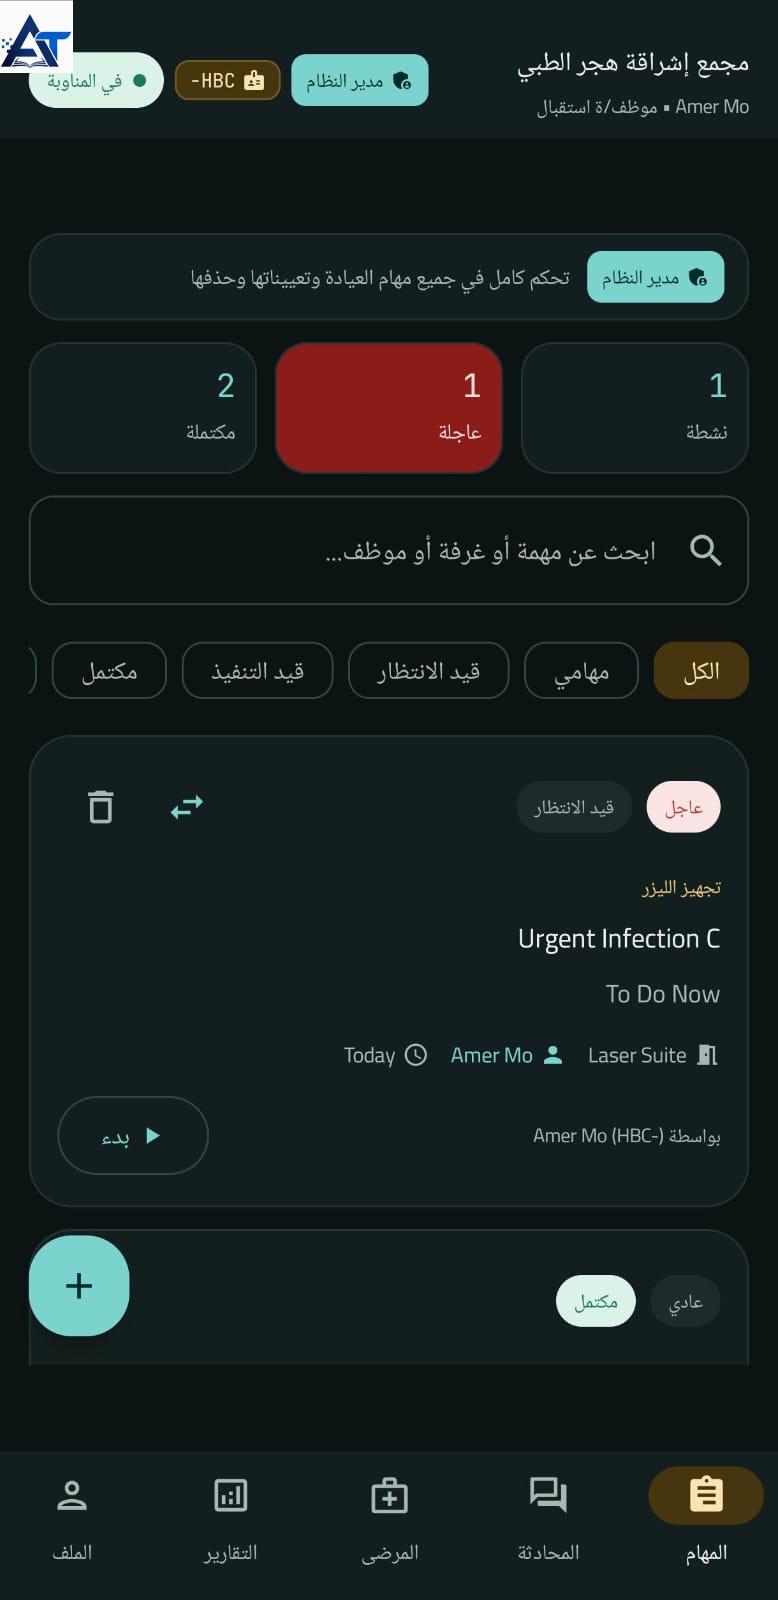 AT
مجمع إشراقة هجر الطبي
Amer Mo • موظف/ة استقبال
مدير النظام
HBC-
في المناوبة
مدير النظام
تحكم كامل في جميع مهام العيادة وتعييناتها وحذفها
1
نشطة
1
عاجلة
2
مكتملة
ابحث عن مهمة أو غرفة أو موظف...
الكل
مهامي
قيد الانتظار
قيد التنفيذ
مكتمل
عاجل
قيد الانتظار
تجهيز الليزر
Urgent Infection C
To Do Now
Laser Suite
Amer Mo
Today
بواسطة Amer Mo (HBC-)
بدء
عادي
مكتمل
المهام
المحادثة
المرضى
التقارير
الملف